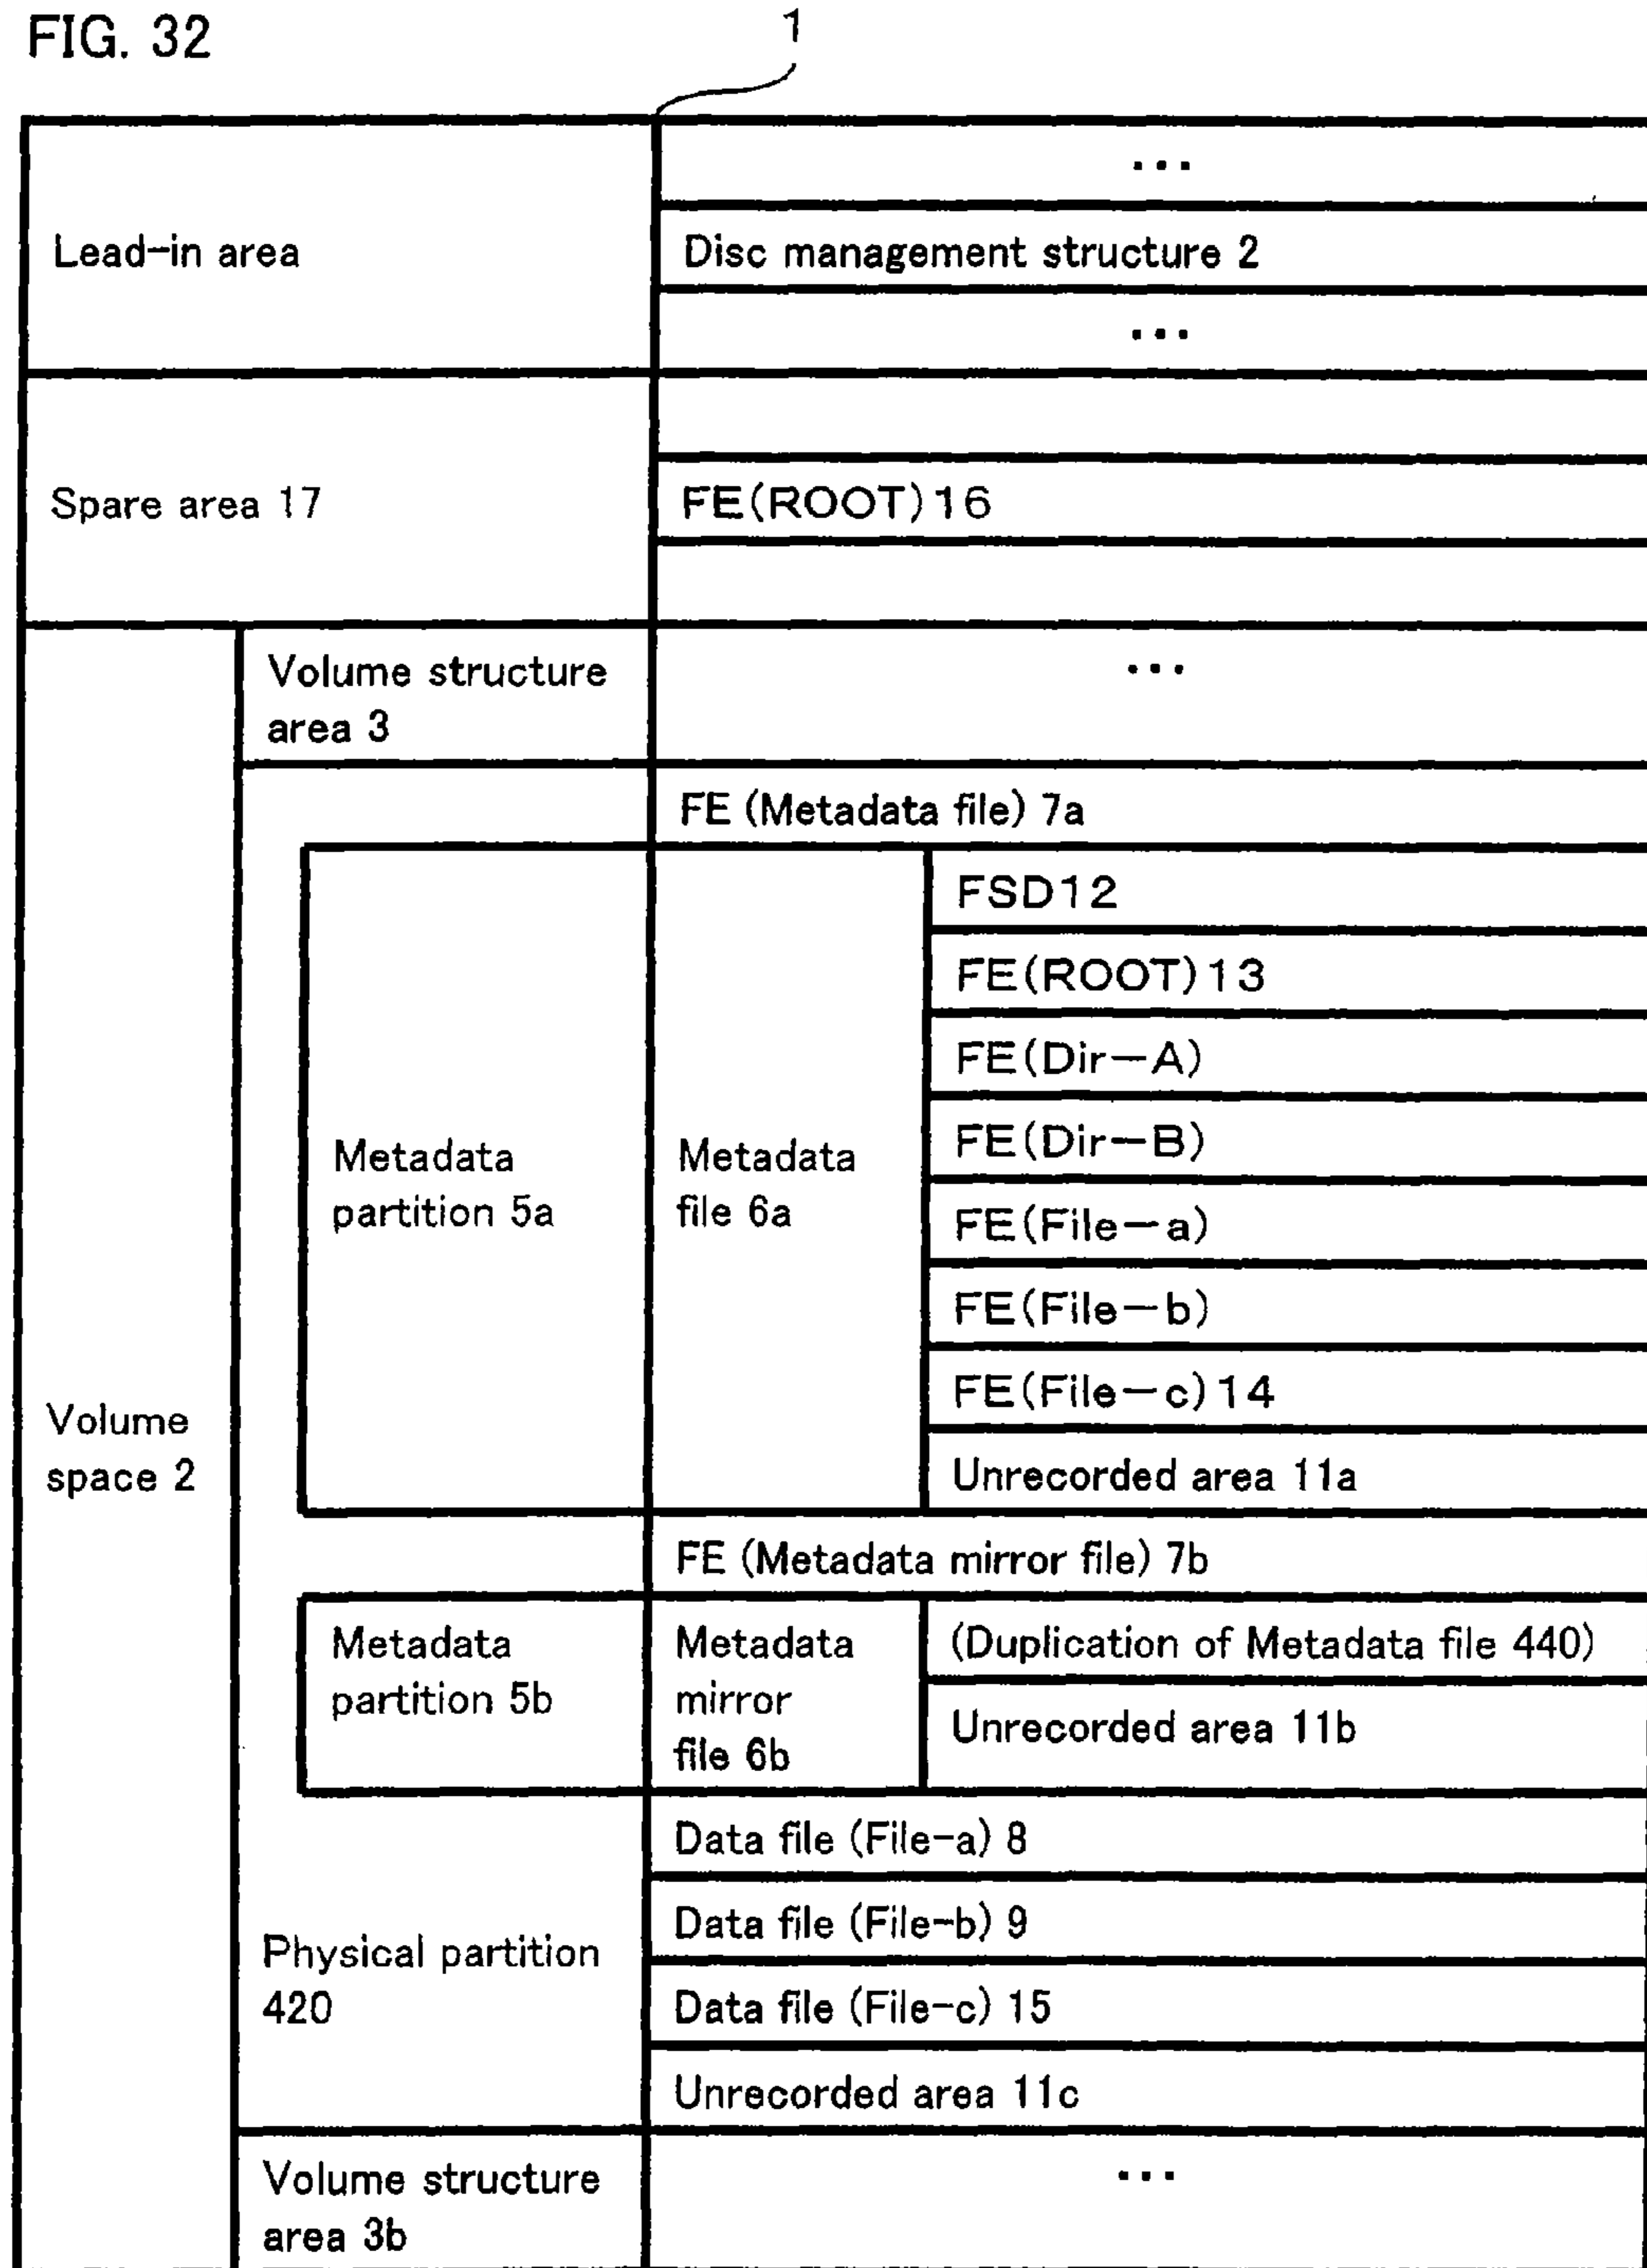 FIG. 32
1
...
Lead-in area
Disc management structure 2
...
Spare area 17
FE(ROOT)16
Volume structure
area 3
...
FE (Metadata file) 7a
Volume
space 2
Metadata
partition 5a
Metadata
file 6a
FSD12
FE(ROOT)13
FE(Dir-A)
FE(Dir-B)
FE(File-a)
FE(File-b)
FE(File-c)14
Unrecorded area 11a
FE (Metadata mirror file) 7b
Metadata
partition 5b
Metadata
mirror
file 6b
(Duplication of Metadata file 440)
Unrecorded area 11b
Physical partition
420
Data file (File-a) 8
Data file (File-b) 9
Data file (File-c) 15
Unrecorded area 11c
Volume structure
area 3b
...